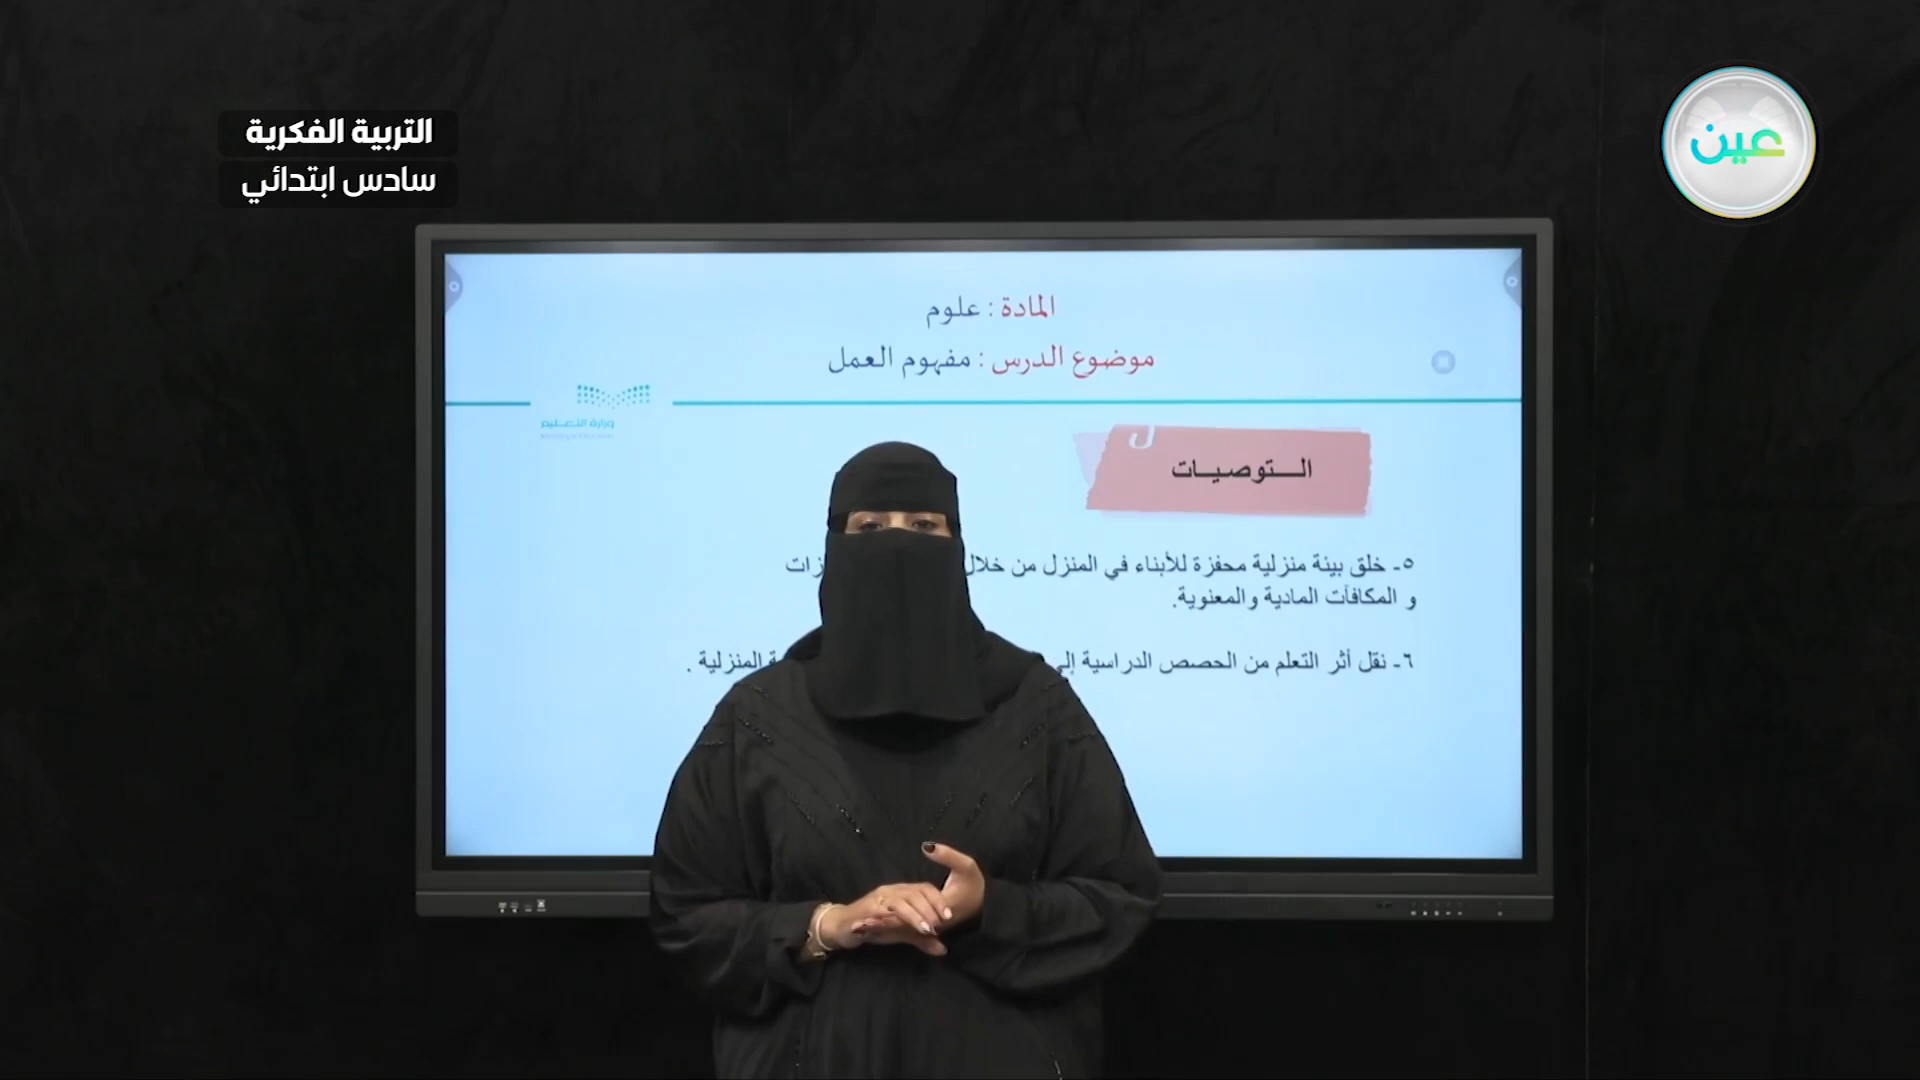 التربية الفكرية
سادس ابتدائي
عين
المادة : علوم
موضوع الدرس : مفهوم العمل
وزارة التعليم
التوصيات
٥- خلق بيئة منزلية محفزة للأبناء في المنزل من خلال
و المكافآت المادية والمعنوية.
٦- نقل أثر التعلم من الحصص الدراسية إلى المنزلية .